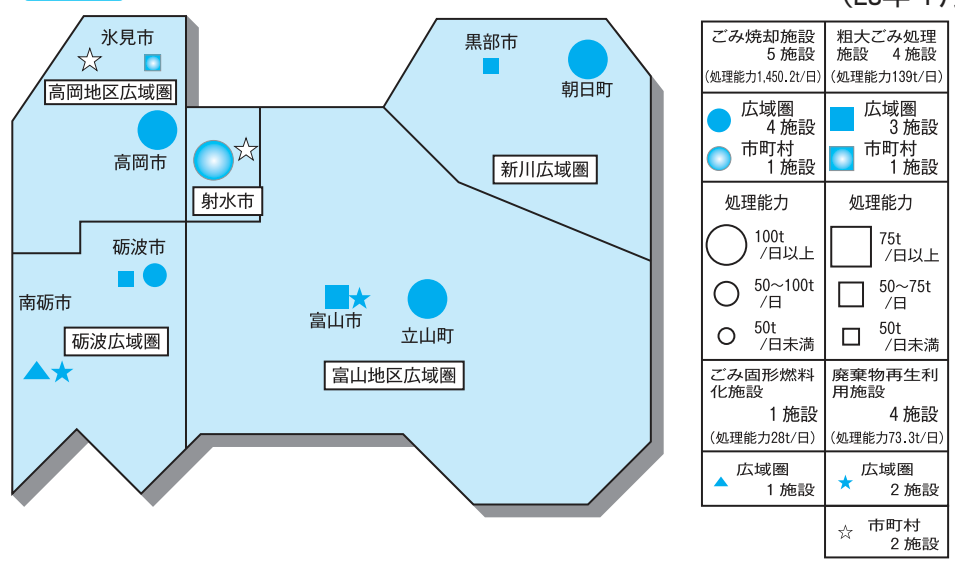 氷見市
高岡地区広域圏
高岡市
射水市
黒部市
朝日町
新川広域圏
砺波市
南砺市
砺波広域圏
富山市
立山町
富山地区広域圏
ごみ焼却施設
5 施設
(処理能力1,450.2t/日)
粗大ごみ処理
施設 4 施設
(処理能力139t/日)
広域圏
4 施設
市町村
1 施設
広域圏
3 施設
市町村
1 施設
処理能力
100t
/日以上
50〜100t
/日
50t
/日未満
処理能力
75t
/日以上
50〜75t
/日
50t
/日未満
ごみ固形燃料
化施設
1 施設
(処理能力28t/日)
廃棄物再生利
用施設
4 施設
(処理能力73.3t/日)
広域圏
1 施設
広域圏
2 施設
市町村
2 施設